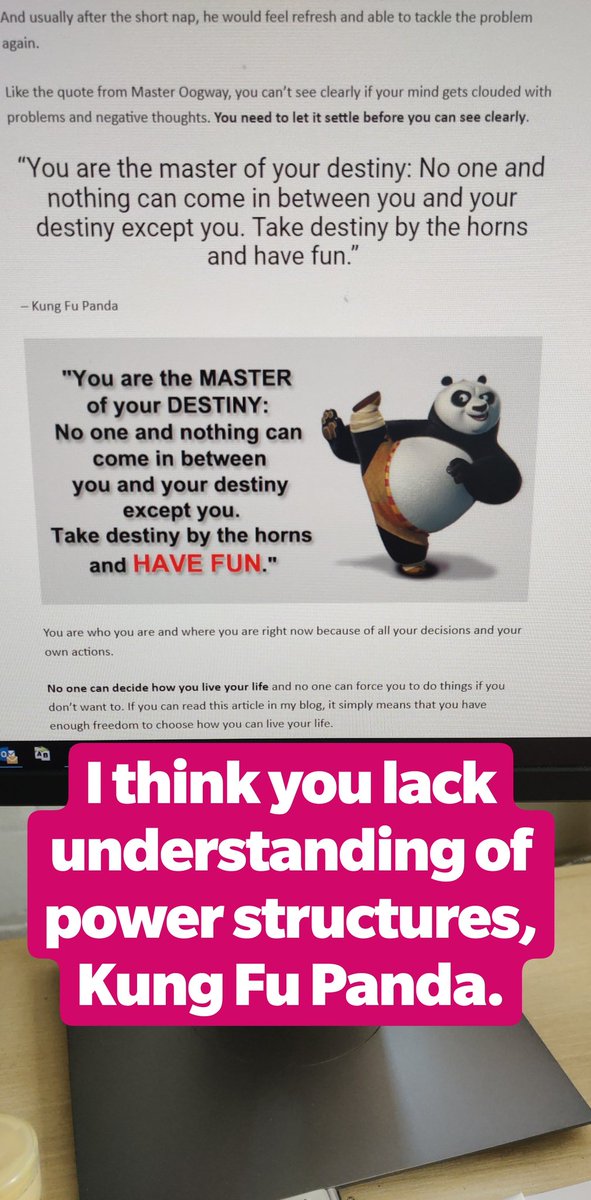 And usually after the short nap, he would feel refresh and able to tackle the problem
again.
Like the quote from Master Oogway, you can't see clearly if your mind gets clouded with
problems and negative thoughts. You need to let it settle before you can see clearly.
“You are the master of your destiny: No one and
nothing can come in between you and your
destiny except you. Take destiny by the horns
and have fun.”
– Kung Fu Panda
"You are the MASTER
of your DESTINY:
No one and nothing can
come in between
you and your destiny
except you.
Take destiny by the horns
and HAVE FUN."
You are who you are and where you are right now because of all your decisions and your
own actions.
No one can decide how you live your life and no one can force you to do things if you
don't want to. If you can read this article in my blog, it simply means that you have
enough freedom to choose how you can live your life.
I think you lack
understanding of
power structures,
Kung Fu Panda.